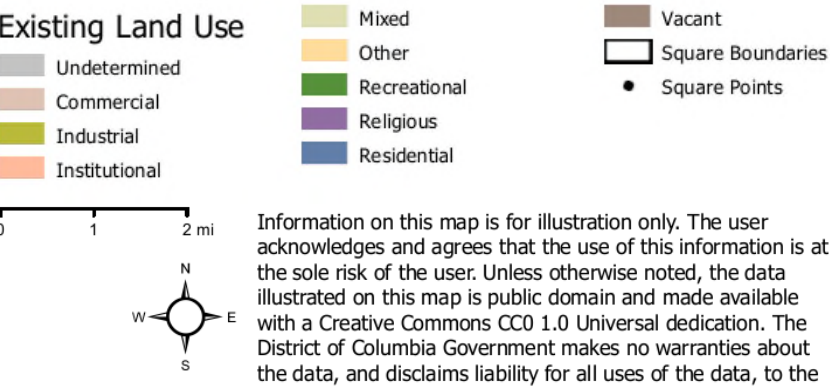 Existing Land Use
Undetermined
Commercial
Industrial
Institutional
Mixed
Other
Recreational
Religious
Residential
Vacant
Square Boundaries
Square Points
0 1 2 mi
N
W E
S
Information on this map is for illustration only. The user
acknowledges and agrees that the use of this information is at
the sole risk of the user. Unless otherwise noted, the data
illustrated on this map is public domain and made available
with a Creative Commons CC0 1.0 Universal dedication. The
District of Columbia Government makes no warranties about
the data, and disclaims liability for all uses of the data, to the